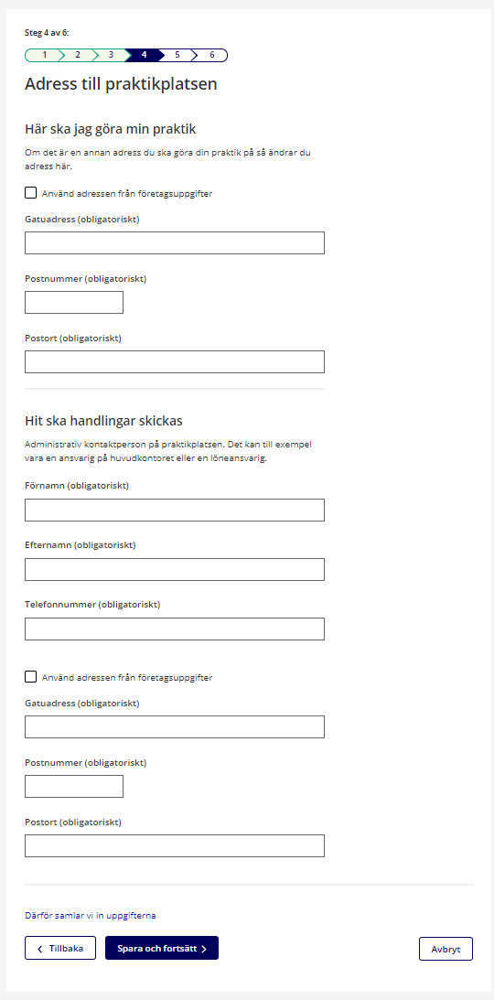 Steg 4 av 6:
1 2 3 4 5 6
Adress till praktikplatsen
Här ska jag göra min praktik
Om det är en annan adress du ska göra din praktik på så ändrar du
adress här.
Använd adressen från företagsuppgifter
Gatuadress (obligatoriskt)
Postnummer (obligatoriskt)
Postort (obligatoriskt)
Hit ska handlingar skickas
Administrativ kontaktperson på praktikplatsen. Det kan till exempel
vara en ansvarig på huvudkontoret eller en löneansvarig.
Förnamn (obligatoriskt)
Efternamn (obligatoriskt)
Telefonnummer (obligatoriskt)
Använd adressen från företagsuppgifter
Gatuadress (obligatoriskt)
Postnummer (obligatoriskt)
Postort (obligatoriskt)
Därför samlar vi in uppgifterna
Tillbaka Spara och fortsätt Avbryt